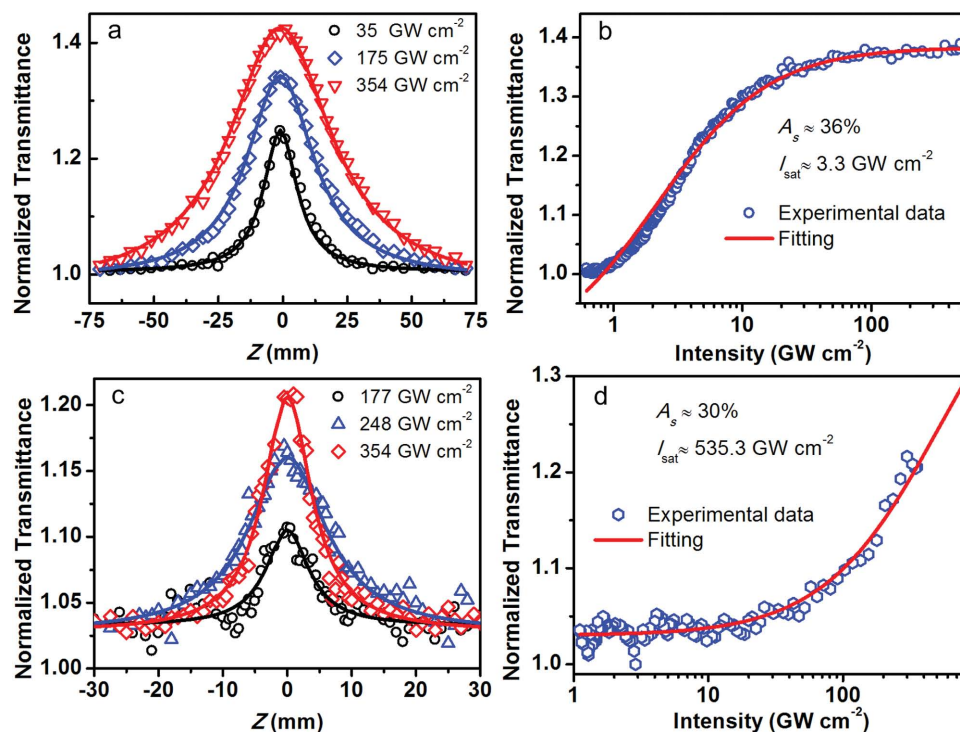 a
35 GW cm⁻²
175 GW cm⁻²
354 GW cm⁻²
Normalized Transmittance
1.4
1.2
1.0
-75
-50
-25
0
25
50
75
Z (mm)
b
Aₛ ≈ 36%
Iₛₐₜ≈ 3.3 GW cm⁻²
Experimental data
Fitting
Normalized Transmittance
1.4
1.3
1.2
1.1
1.0
1
10
100
Intensity (GW cm⁻²)
c
177 GW cm⁻²
248 GW cm⁻²
354 GW cm⁻²
Normalized Transmittance
1.20
1.15
1.10
1.05
1.00
-30
-20
-10
0
10
20
30
Z (mm)
d
Aₛ ≈ 30%
Iₛₐₜ≈ 535.3 GW cm⁻²
Experimental data
Fitting
Normalized Transmittance
1.3
1.2
1.1
1.0
1
10
100
Intensity (GW cm⁻²)